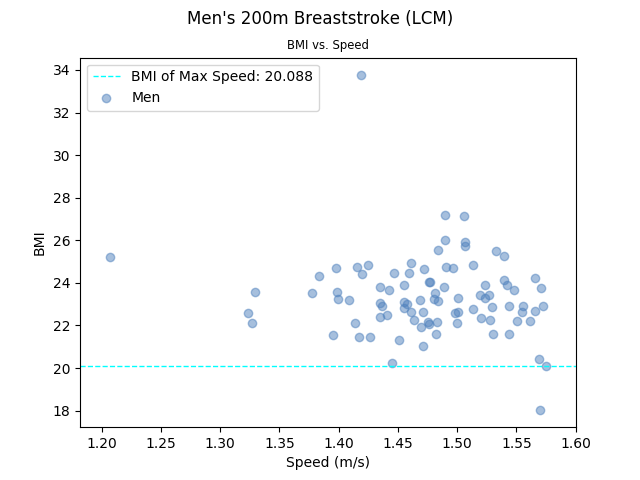 Men's 200m Breaststroke (LCM)
BMI vs. Speed
BMI of Max Speed: 20.088
Men
34
32
30
28
26
24
22
20
18
BMI
1.20 1.25 1.30 1.35 1.40 1.45 1.50 1.55 1.60
Speed (m/s)